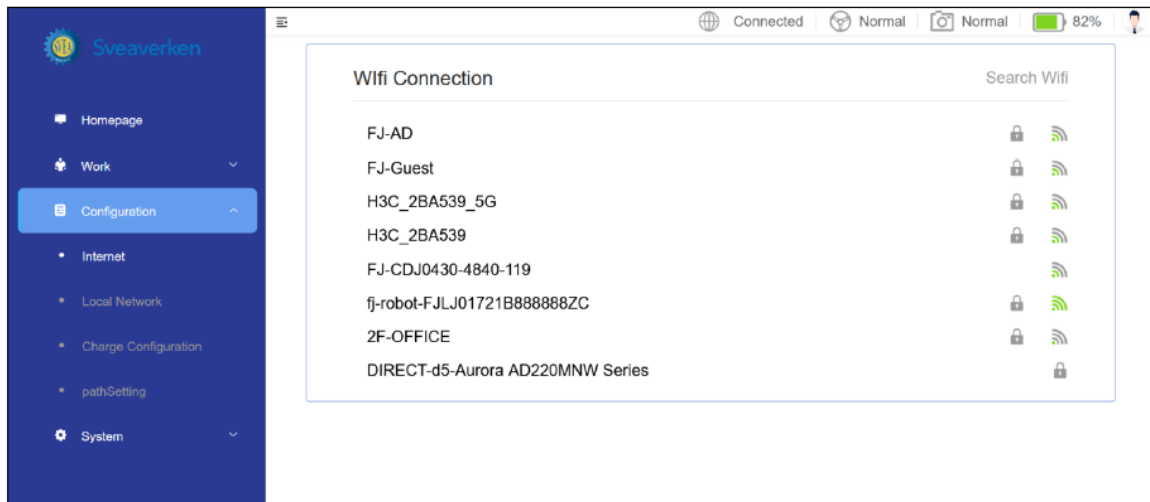 SVEA
Sveaverken
Connected
Normal
Normal
82%
Homepage
Work
Configuration
Internet
Local Network
Charge Configuration
pathSetting
System
WIfi Connection
Search Wifi
FJ-AD
FJ-Guest
H3C_2BA539_5G
H3C_2BA539
FJ-CDJ0430-4840-119
fj-robot-FJLJ01721B888888ZC
2F-OFFICE
DIRECT-d5-Aurora AD220MNW Series